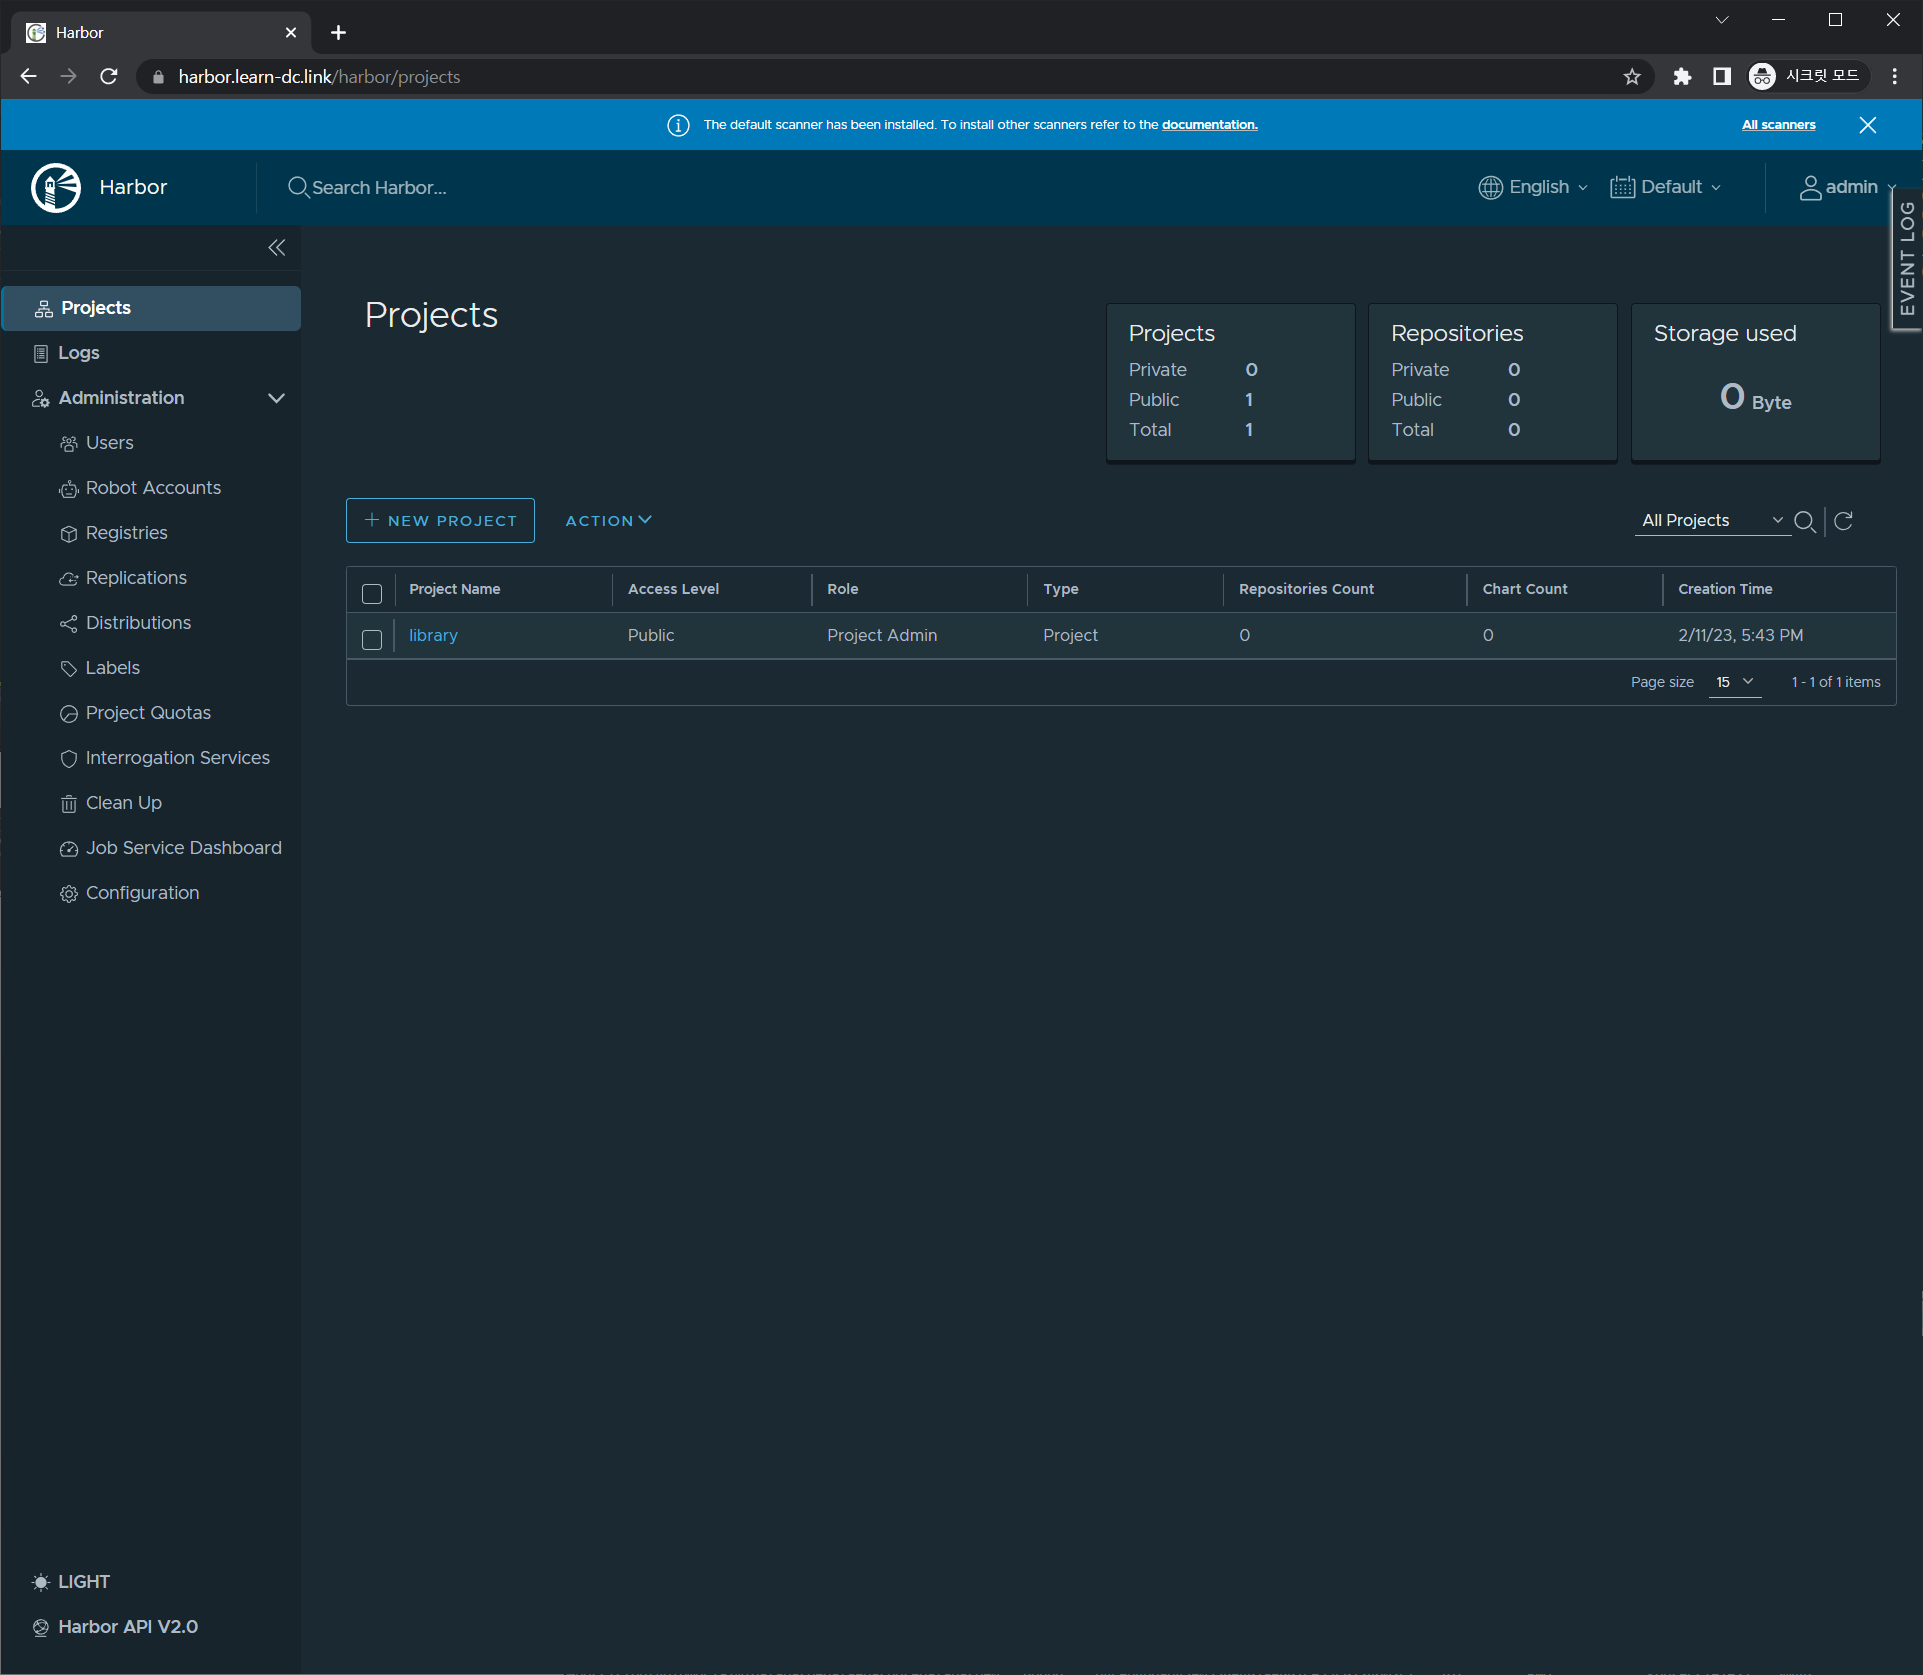 Harbor
harbor.learn-dc.link/harbor/projects
시크릿 모드
The default scanner has been installed. To install other scanners refer to the documentation.
All scanners
Harbor
Search Harbor...
English
Default
admin
EVENT LOG
Projects
Logs
Administration
Users
Robot Accounts
Registries
Replications
Distributions
Labels
Project Quotas
Interrogation Services
Clean Up
Job Service Dashboard
Configuration
LIGHT
Harbor API V2.0
Projects
Projects
Private 0
Public 1
Total 1
Repositories
Private 0
Public 0
Total 0
Storage used
0 Byte
+ NEW PROJECT
ACTION
All Projects
Project Name Access Level Role Type Repositories Count Chart Count Creation Time
library Public Project Admin Project 0 0 2/11/23, 5:43 PM
Page size 15 1 - 1 of 1 items